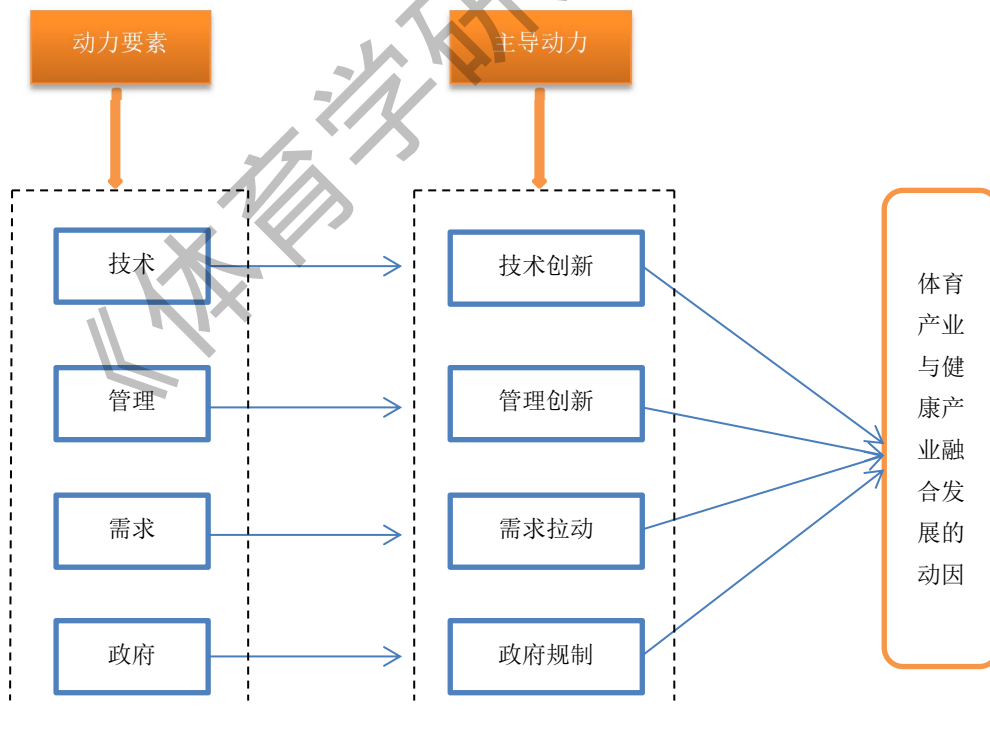 动力要素
主导动力
技术
技术创新
管理
管理创新
需求
需求拉动
政府
政府规制
体育
产业
与健
康产
业融
合发
展的
动因
《体育学研